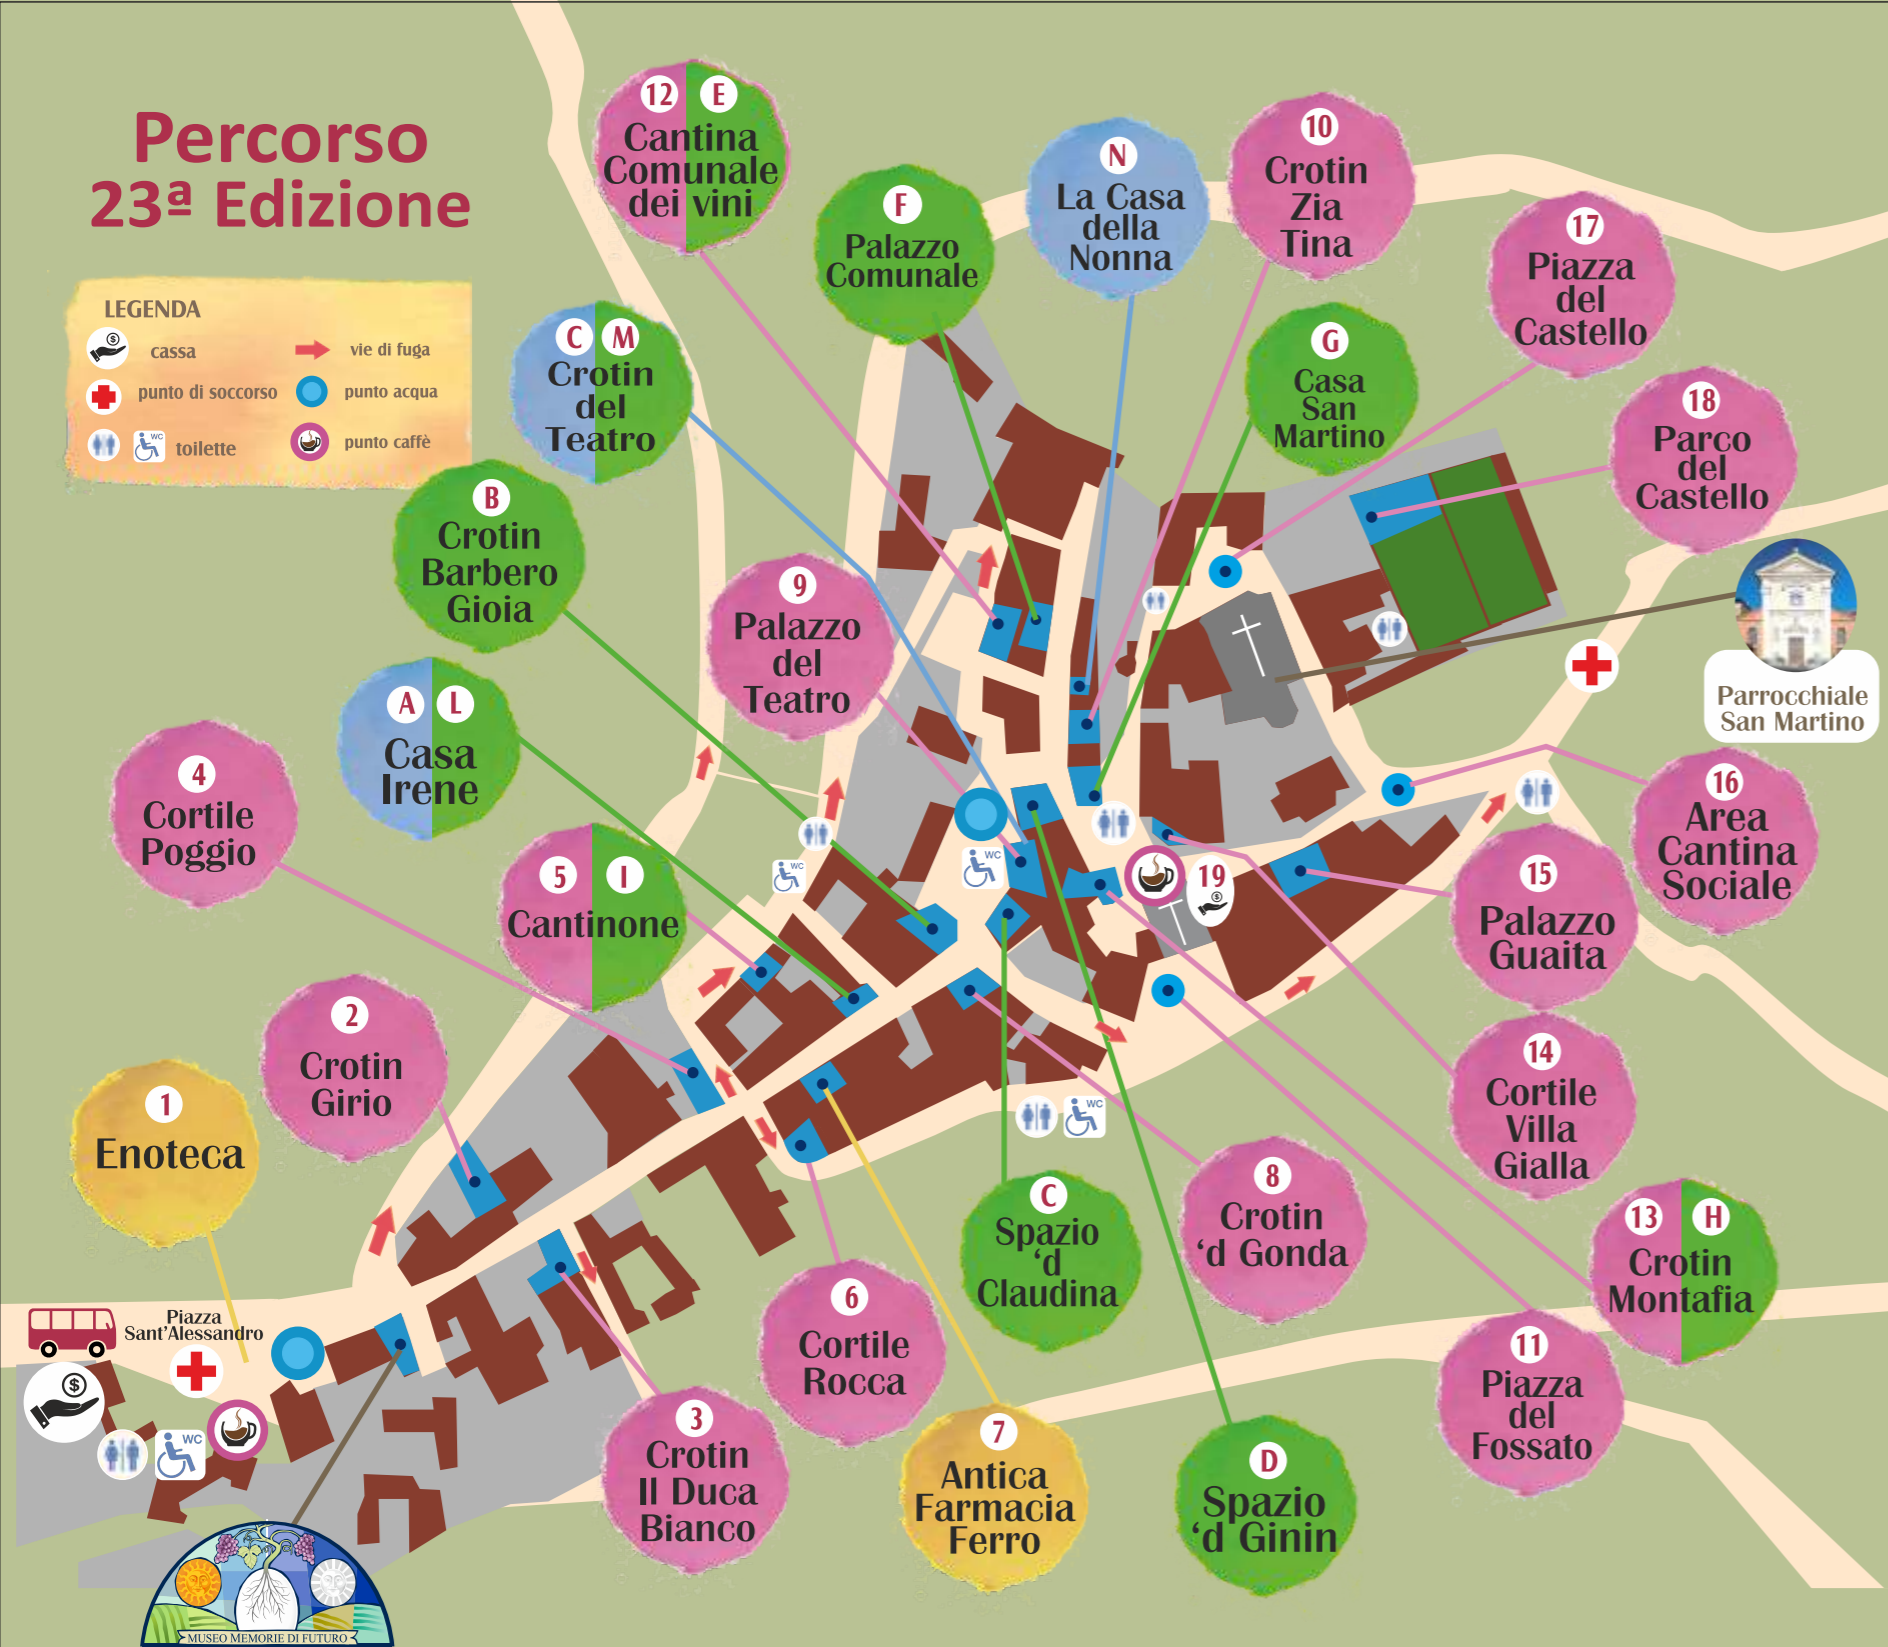 Percorso
23ª Edizione
LEGENDA
cassa
vie di fuga
punto di soccorso
punto acqua
WC
toilette
punto caffè
12 E
Cantina
Comunale
dei vini
F
Palazzo
Comunale
N
La Casa
della
Nonna
10
Crotin
Zia
Tina
17
Piazza
del
Castello
C M
Crotin
del
Teatro
G
Casa
San
Martino
18
Parco
del
Castello
B
Crotin
Barbero
Gioia
9
Palazzo
del
Teatro
Parrocchiale
San Martino
A L
Casa
Irene
4
Cortile
Poggio
5 I
Cantinone
16
Area
Cantina
Sociale
WC
WC
19
15
Palazzo
Guaita
2
Crotin
Girio
1
Enoteca
14
Cortile
Villa
Gialla
WC
8
Crotin
‘d Gonda
C
Spazio
‘d
Claudina
13 H
Crotin
Montafia
6
Cortile
Rocca
11
Piazza
del
Fossato
Piazza
Sant'Alessandro
WC
3
Crotin
Il Duca
Bianco
7
Antica
Farmacia
Ferro
D
Spazio
‘d Ginin
MUSEO MEMORIE DI FUTURO